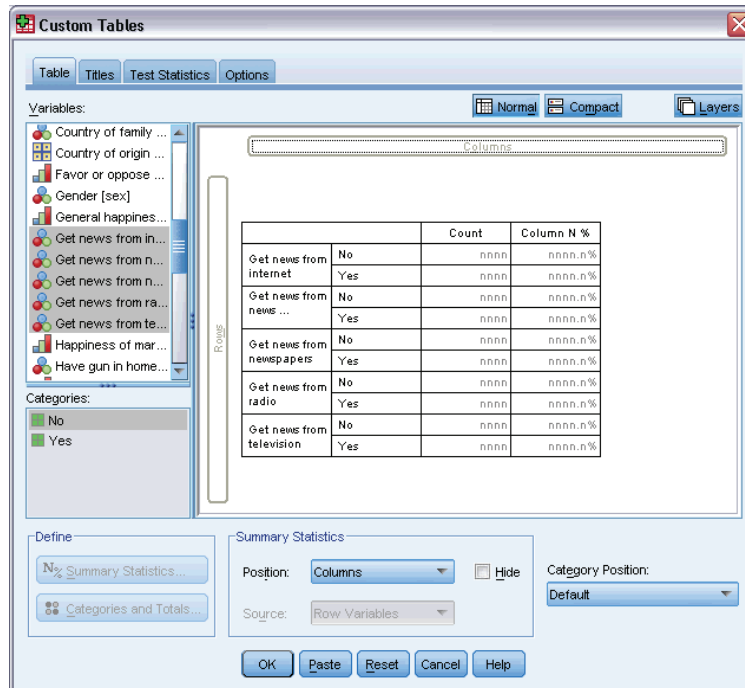 Custom Tables
Table Titles Test Statistics Options
Variables:
Normal Compact Layers
Country of family ...
Country of origin ...
Favor or oppose ...
Gender [sex]
General happines...
Get news from in...
Get news from n...
Get news from n...
Get news from ra...
Get news from te...
Happiness of mar...
Have gun in home...
Categories:
No
Yes
Columns
Rows
Count Column N %
Get news from internet No nnnn nnnn.n%
Yes nnnn nnnn.n%
Get news from news ... No nnnn nnnn.n%
Yes nnnn nnnn.n%
Get news from newspapers No nnnn nnnn.n%
Yes nnnn nnnn.n%
Get news from radio No nnnn nnnn.n%
Yes nnnn nnnn.n%
Get news from television No nnnn nnnn.n%
Yes nnnn nnnn.n%
Define
N% Summary Statistics...
Categories and Totals...
Summary Statistics
Position: Columns Hide
Source: Row Variables
Category Position:
Default
OK Paste Reset Cancel Help